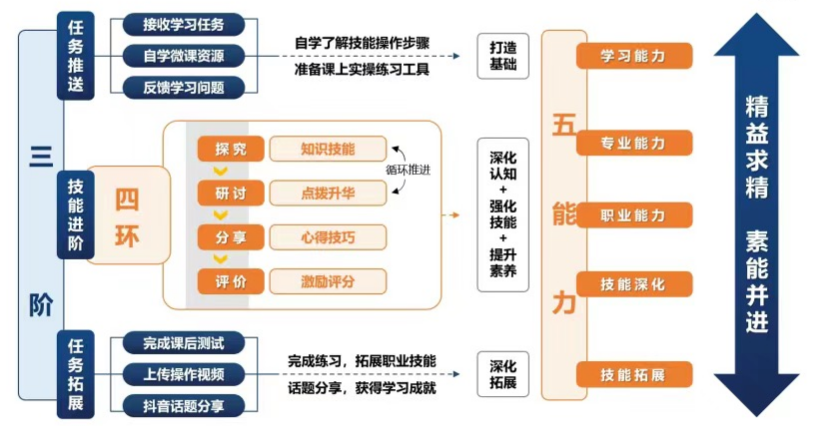 三阶
任务推送
接收学习任务
自学微课资源
反馈学习问题
自学了解技能操作步骤
准备课上实操练习工具
打造
基础
技能进阶
四环
探究
知识技能
研讨
点拨升华
分享
心得技巧
评价
激励评分
循环推进
深化
认知
+
强化
技能
+
提升
素养
任务拓展
完成课后测试
上传操作视频
抖音话题分享
完成练习，拓展职业技能
话题分享，获得学习成就
深化
拓展
五能力
学习能力
专业能力
职业能力
技能深化
技能拓展
精益求精 素能并进